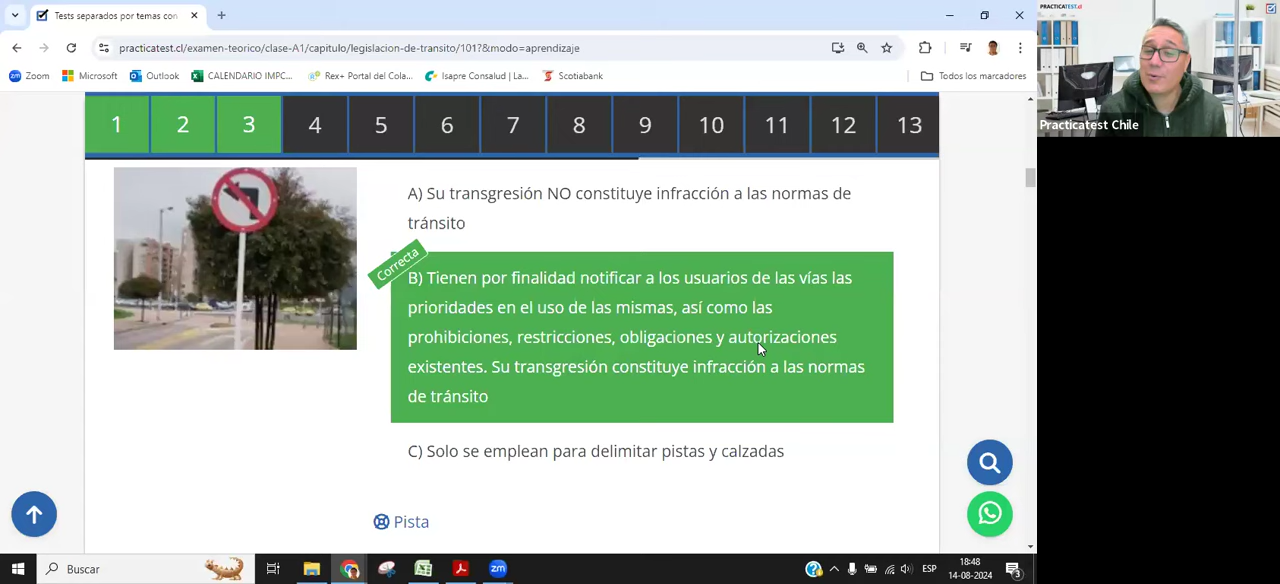 Tests separados por temas con
practicatest.cl/examen-teorico/clase-A1/capitulo/legislacion-de-transito/101?&modo=aprendizaje
Zoom
Microsoft
Outlook
CALENDARIO IMPC...
Rex+ Portal del Cola...
Isapre Consalud | La...
Scotiabank
Todos los marcadores
PRACTICATEST.cl
Practicatest Chile
1 2 3 4 5 6 7 8 9 10 11 12 13
A) Su transgresión NO constituye infracción a las normas de
tránsito
Correcta
B) Tienen por finalidad notificar a los usuarios de las vías las
prioridades en el uso de las mismas, así como las
prohibiciones, restricciones, obligaciones y autorizaciones
existentes. Su transgresión constituye infracción a las normas
de tránsito
C) Solo se emplean para delimitar pistas y calzadas
Pista
Buscar
ESP
18:48
14-08-2024
3